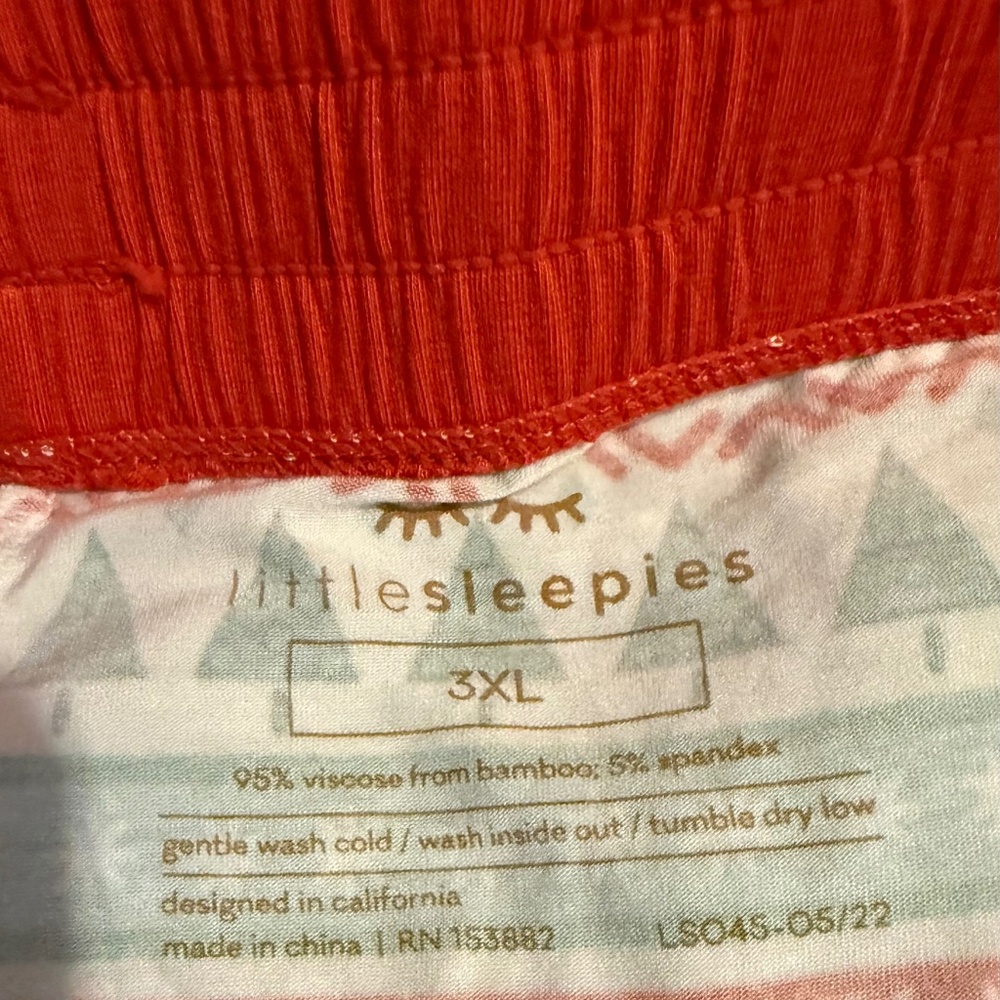 littlesleepies
3XL
95% viscose from bamboo; 5% spandex
gentle wash cold / wash inside out / tumble dry low
designed in california
made in china | RN 153882
LS045-05/22